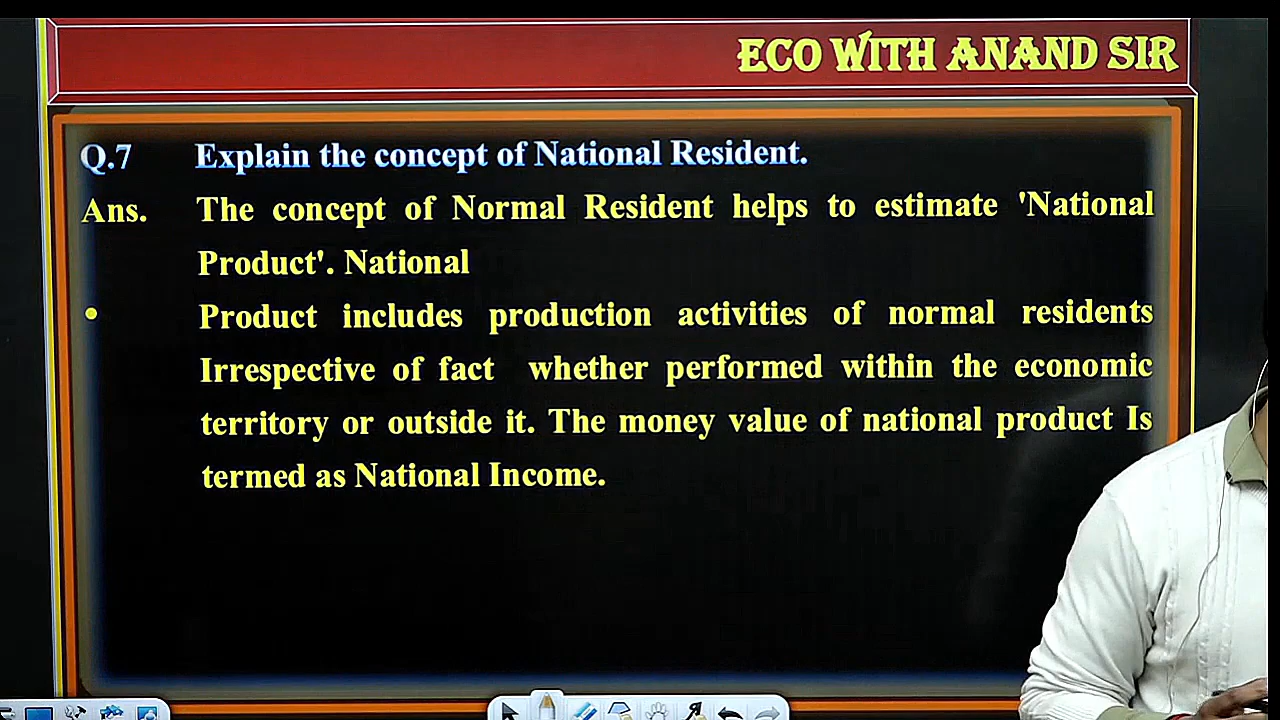 ECO WITH ANAND SIR
Q.7 Explain the concept of National Resident.
Ans. The concept of Normal Resident helps to estimate 'National
Product'. National
• Product includes production activities of normal residents
Irrespective of fact whether performed within the economic
territory or outside it. The money value of national product Is
termed as National Income.